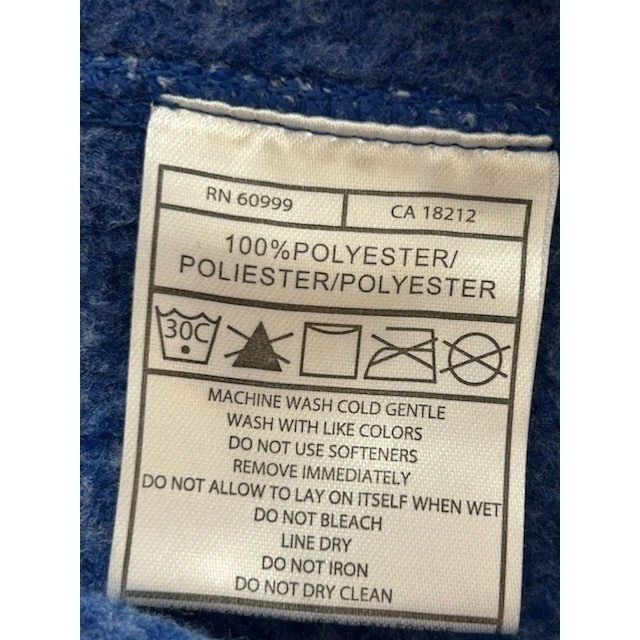 RN 60999 CA 18212
100%POLYESTER/
POLIESTER/POLYESTER
30C
MACHINE WASH COLD GENTLE
WASH WITH LIKE COLORS
DO NOT USE SOFTENERS
REMOVE IMMEDIATELY
DO NOT ALLOW TO LAY ON ITSELF WHEN WET
DO NOT BLEACH
LINE DRY
DO NOT IRON
DO NOT DRY CLEAN